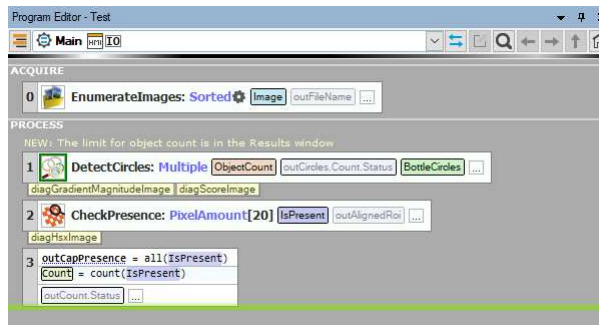 Program Editor - Test
Main HMI IO
ACQUIRE
0 EnumerateImages: Sorted Image outFileName ...
PROCESS
NEW: The limit for object count is in the Results window
1 DetectCircles: Multiple ObjectCount outCircles.Count.Status BottleCircles ...
diagGradientMagnitudeImage diagScoreImage
2 CheckPresence: PixelAmount[20] IsPresent outAlignedRoi ...
diagHsxImage
3 outCapPresence = all(IsPresent)
Count = count(IsPresent)
outCount.Status ...